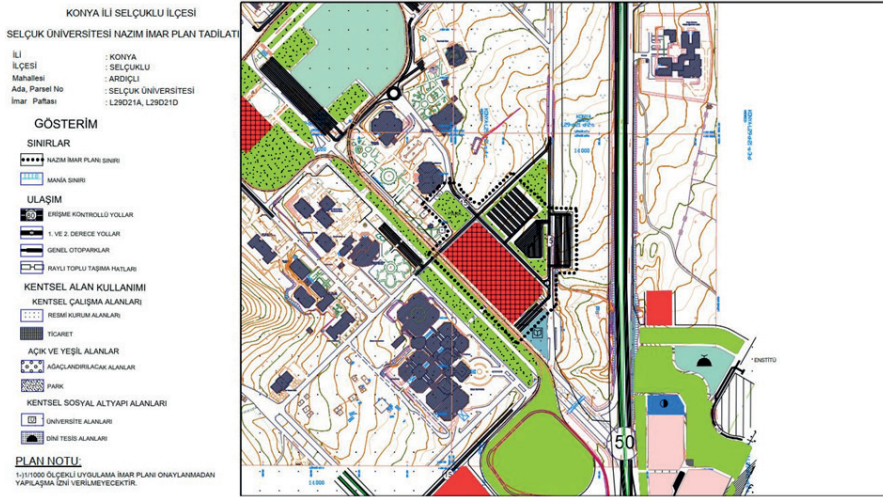 KONYA İLİ SELÇUKLU İLÇESİ
SELÇUK ÜNİVERSİTESİ NAZIM İMAR PLAN TADİLATI
İLİ : KONYA
İLÇESİ : SELÇUKLU
Mahallesi : ARDIÇLI
Ada, Parsel No : SELÇUK ÜNİVERSİTESİ
İmar Paftası : L29D21A, L29D21D
GÖSTERİM
SINIRLAR
NAZIM İMAR PLANI SINIRI
MANİA SINIRI
ULAŞIM
ERİŞME KONTROLLÜ YOLLAR
1. VE 2. DERECE YOLLAR
GENEL OTOPARKLAR
RAYLI TOPLU TAŞIMA HATLARI
KENTSEL ALAN KULLANIMI
KENTSEL ÇALIŞMA ALANLARI
RESMİ KURUM ALANLARI
TİCARET
AÇIK VE YEŞİL ALANLAR
AĞAÇLANDIRILACAK ALANLAR
PARK
KENTSEL SOSYAL ALTYAPI ALANLARI
ÜNİVERSİTE ALANLARI
DİNİ TESİS ALANLARI
PLAN NOTU:
1-)1/1000 ÖLÇEKLİ UYGULAMA İMAR PLANI ONAYLANMADAN
YAPILAŞMA İZNİ VERİLMEYECEKTİR.
ENSTİTÜ
50